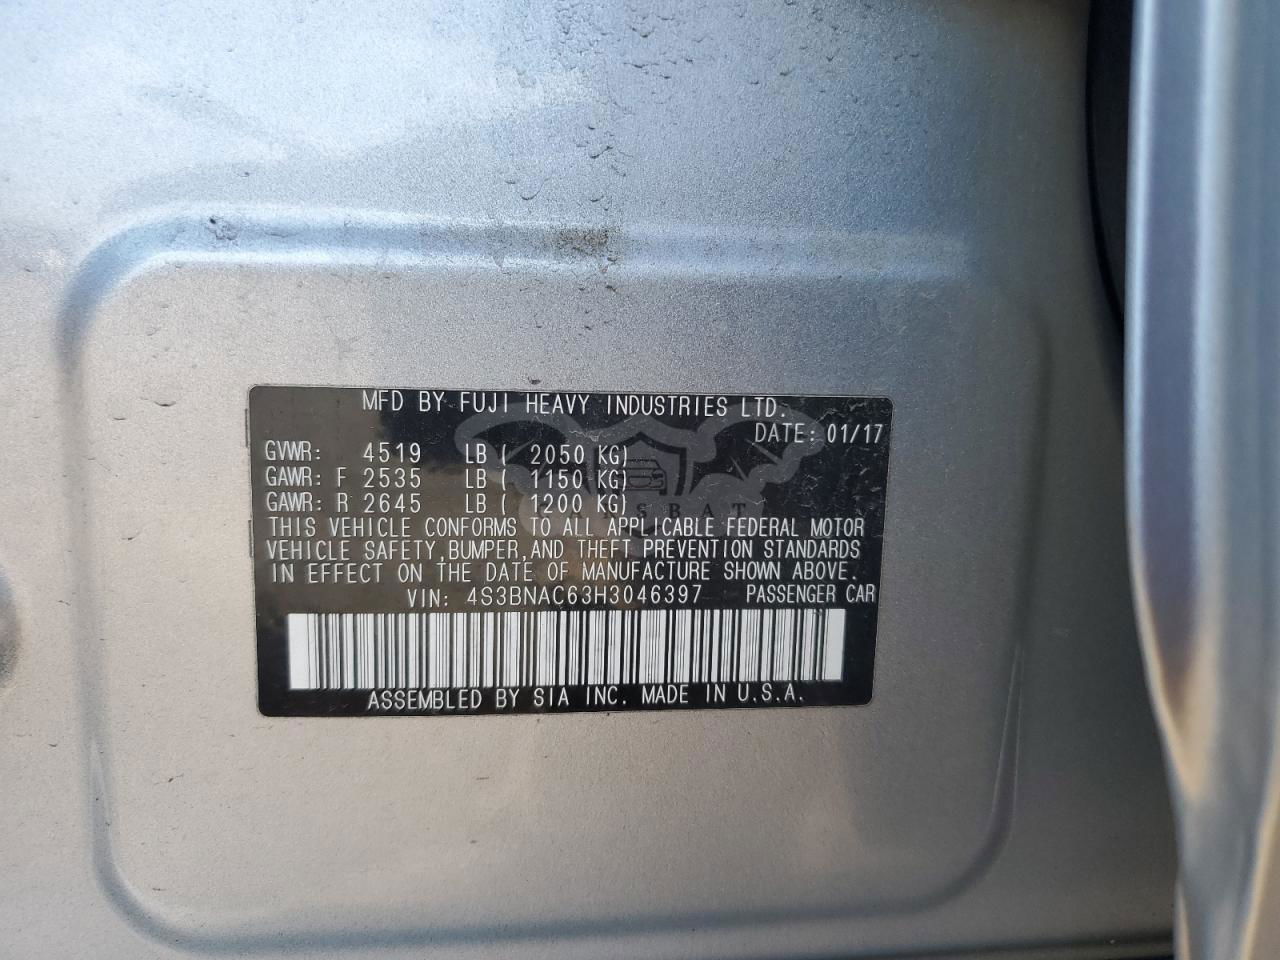 MFD BY FUJI HEAVY INDUSTRIES LTD.
DATE: 01/17
GVWR: 4519 LB ( 2050 KG)
GAWR: F 2535 LB ( 1150 KG)
GAWR: R 2645 LB ( 1200 KG)
CARSBAT
THIS VEHICLE CONFORMS TO ALL APPLICABLE FEDERAL MOTOR
VEHICLE SAFETY, BUMPER, AND THEFT PREVENTION STANDARDS
IN EFFECT ON THE DATE OF MANUFACTURE SHOWN ABOVE.
VIN: 4S3BNAC63H3046397 PASSENGER CAR
ASSEMBLED BY SIA INC. MADE IN U.S.A.